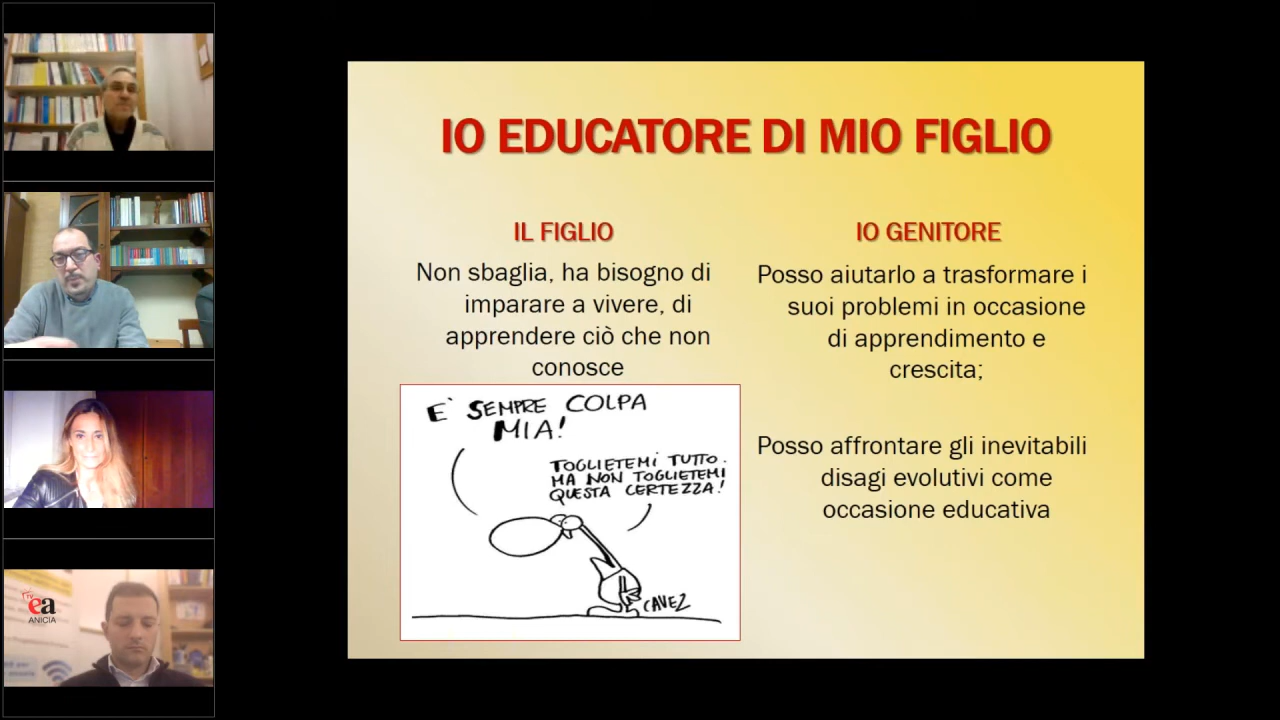 IO EDUCATORE DI MIO FIGLIO
IL FIGLIO
Non sbaglia, ha bisogno di
imparare a vivere, di
apprendere ciò che non
conosce
E` SEMPRE COLPA
MIA!
TOGLIETEMI TUTTO.
MA NON TOGLIETEMI
QUESTA CERTEZZA!
CAVEZ
IO GENITORE
Posso aiutarlo a trasformare i
suoi problemi in occasione
di apprendimento e
crescita;
Posso affrontare gli inevitabili
disagi evolutivi come
occasione educativa
TV
ea
ANICIA